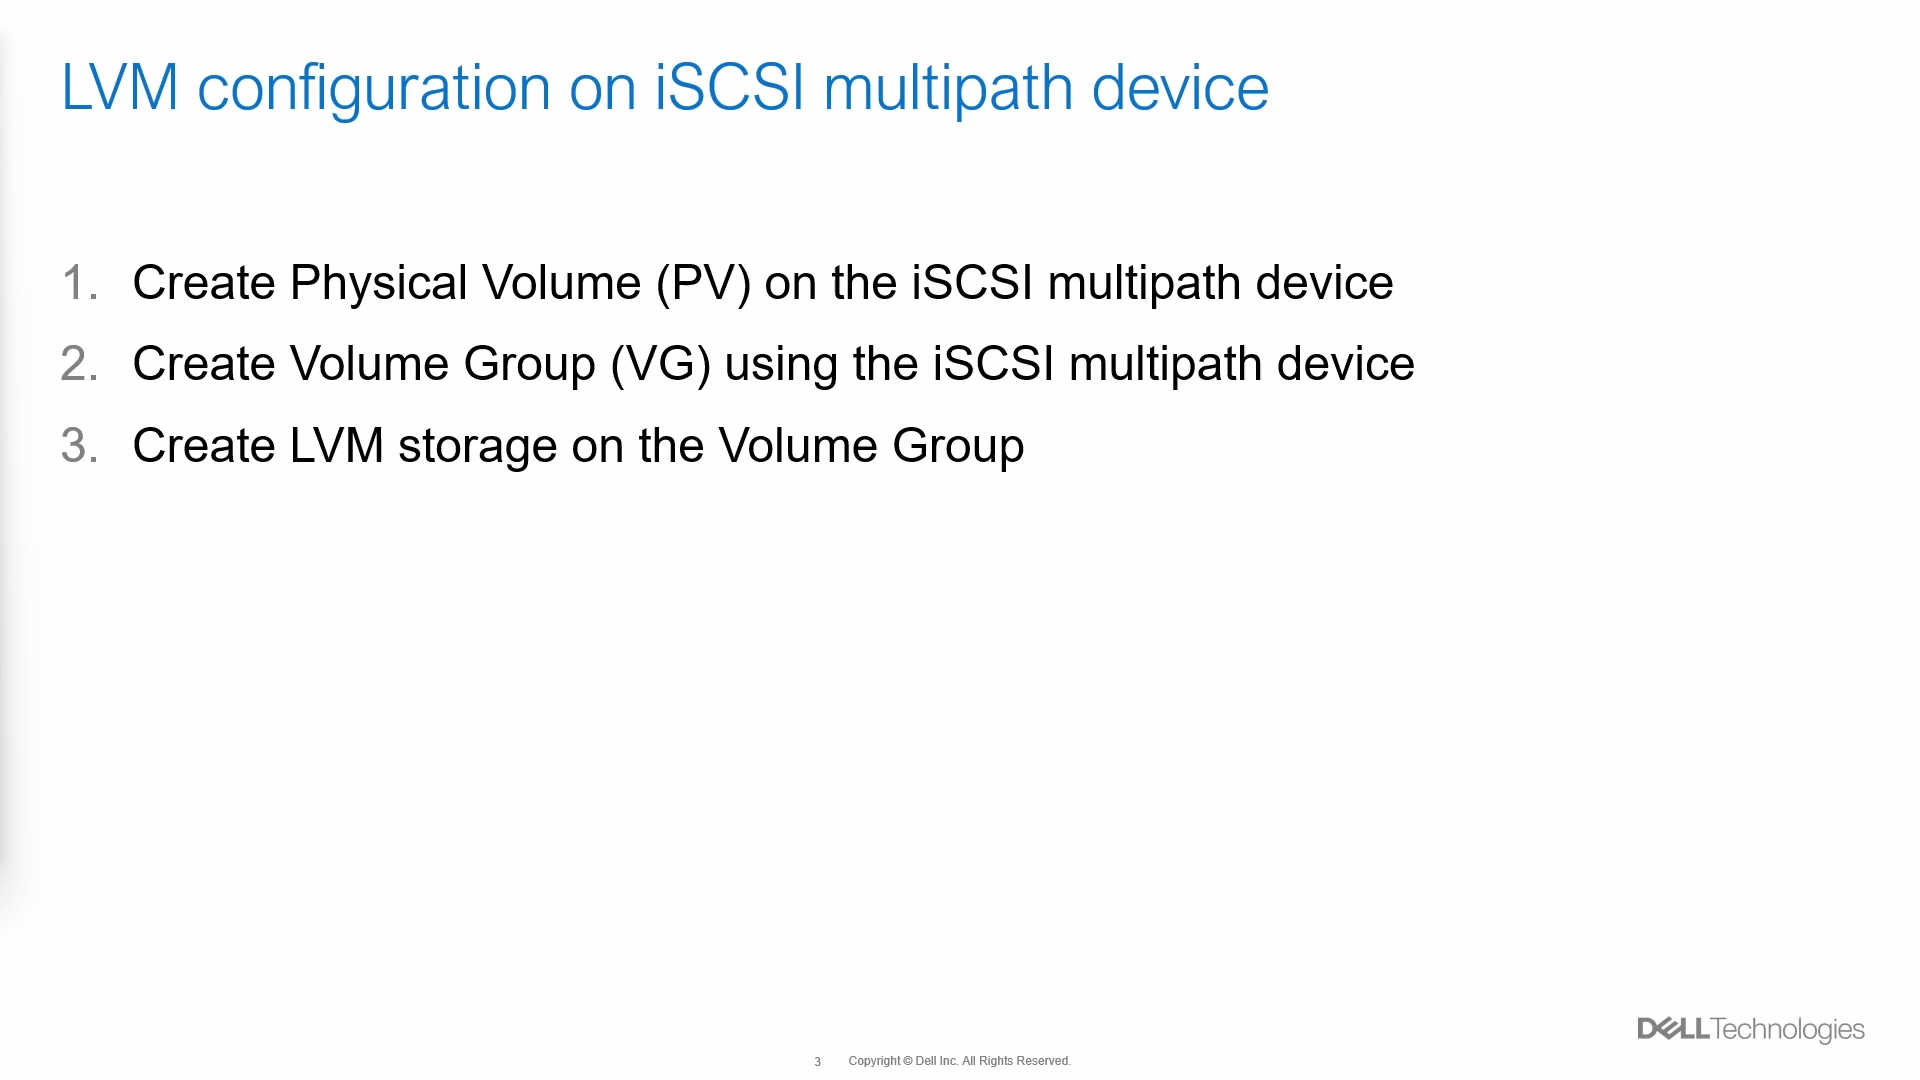 LVM configuration on iSCSI multipath device
1. Create Physical Volume (PV) on the iSCSI multipath device
2. Create Volume Group (VG) using the iSCSI multipath device
3. Create LVM storage on the Volume Group
DELLTechnologies
3 Copyright © Dell Inc. All Rights Reserved.